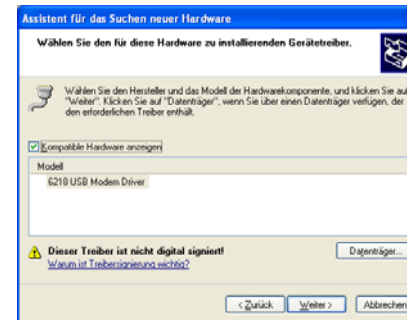 Assistent für das Suchen neuer Hardware
Wählen Sie den für diese Hardware zu installierenden Gerätetreiber.
Wählen Sie den Hersteller und das Modell der Hardwarekomponente, und klicken Sie auf
"Weiter". Klicken Sie auf "Datenträger", wenn Sie über einen Datenträger verfügen, der
den erforderlichen Treiber enthält.
Kompatible Hardware anzeigen
Modell
6218 USB Modem Driver
Dieser Treiber ist nicht digital signiert!
Datenträger...
Warum ist Treibersignierung wichtig?
< Zurück
Weiter >
Abbrechen